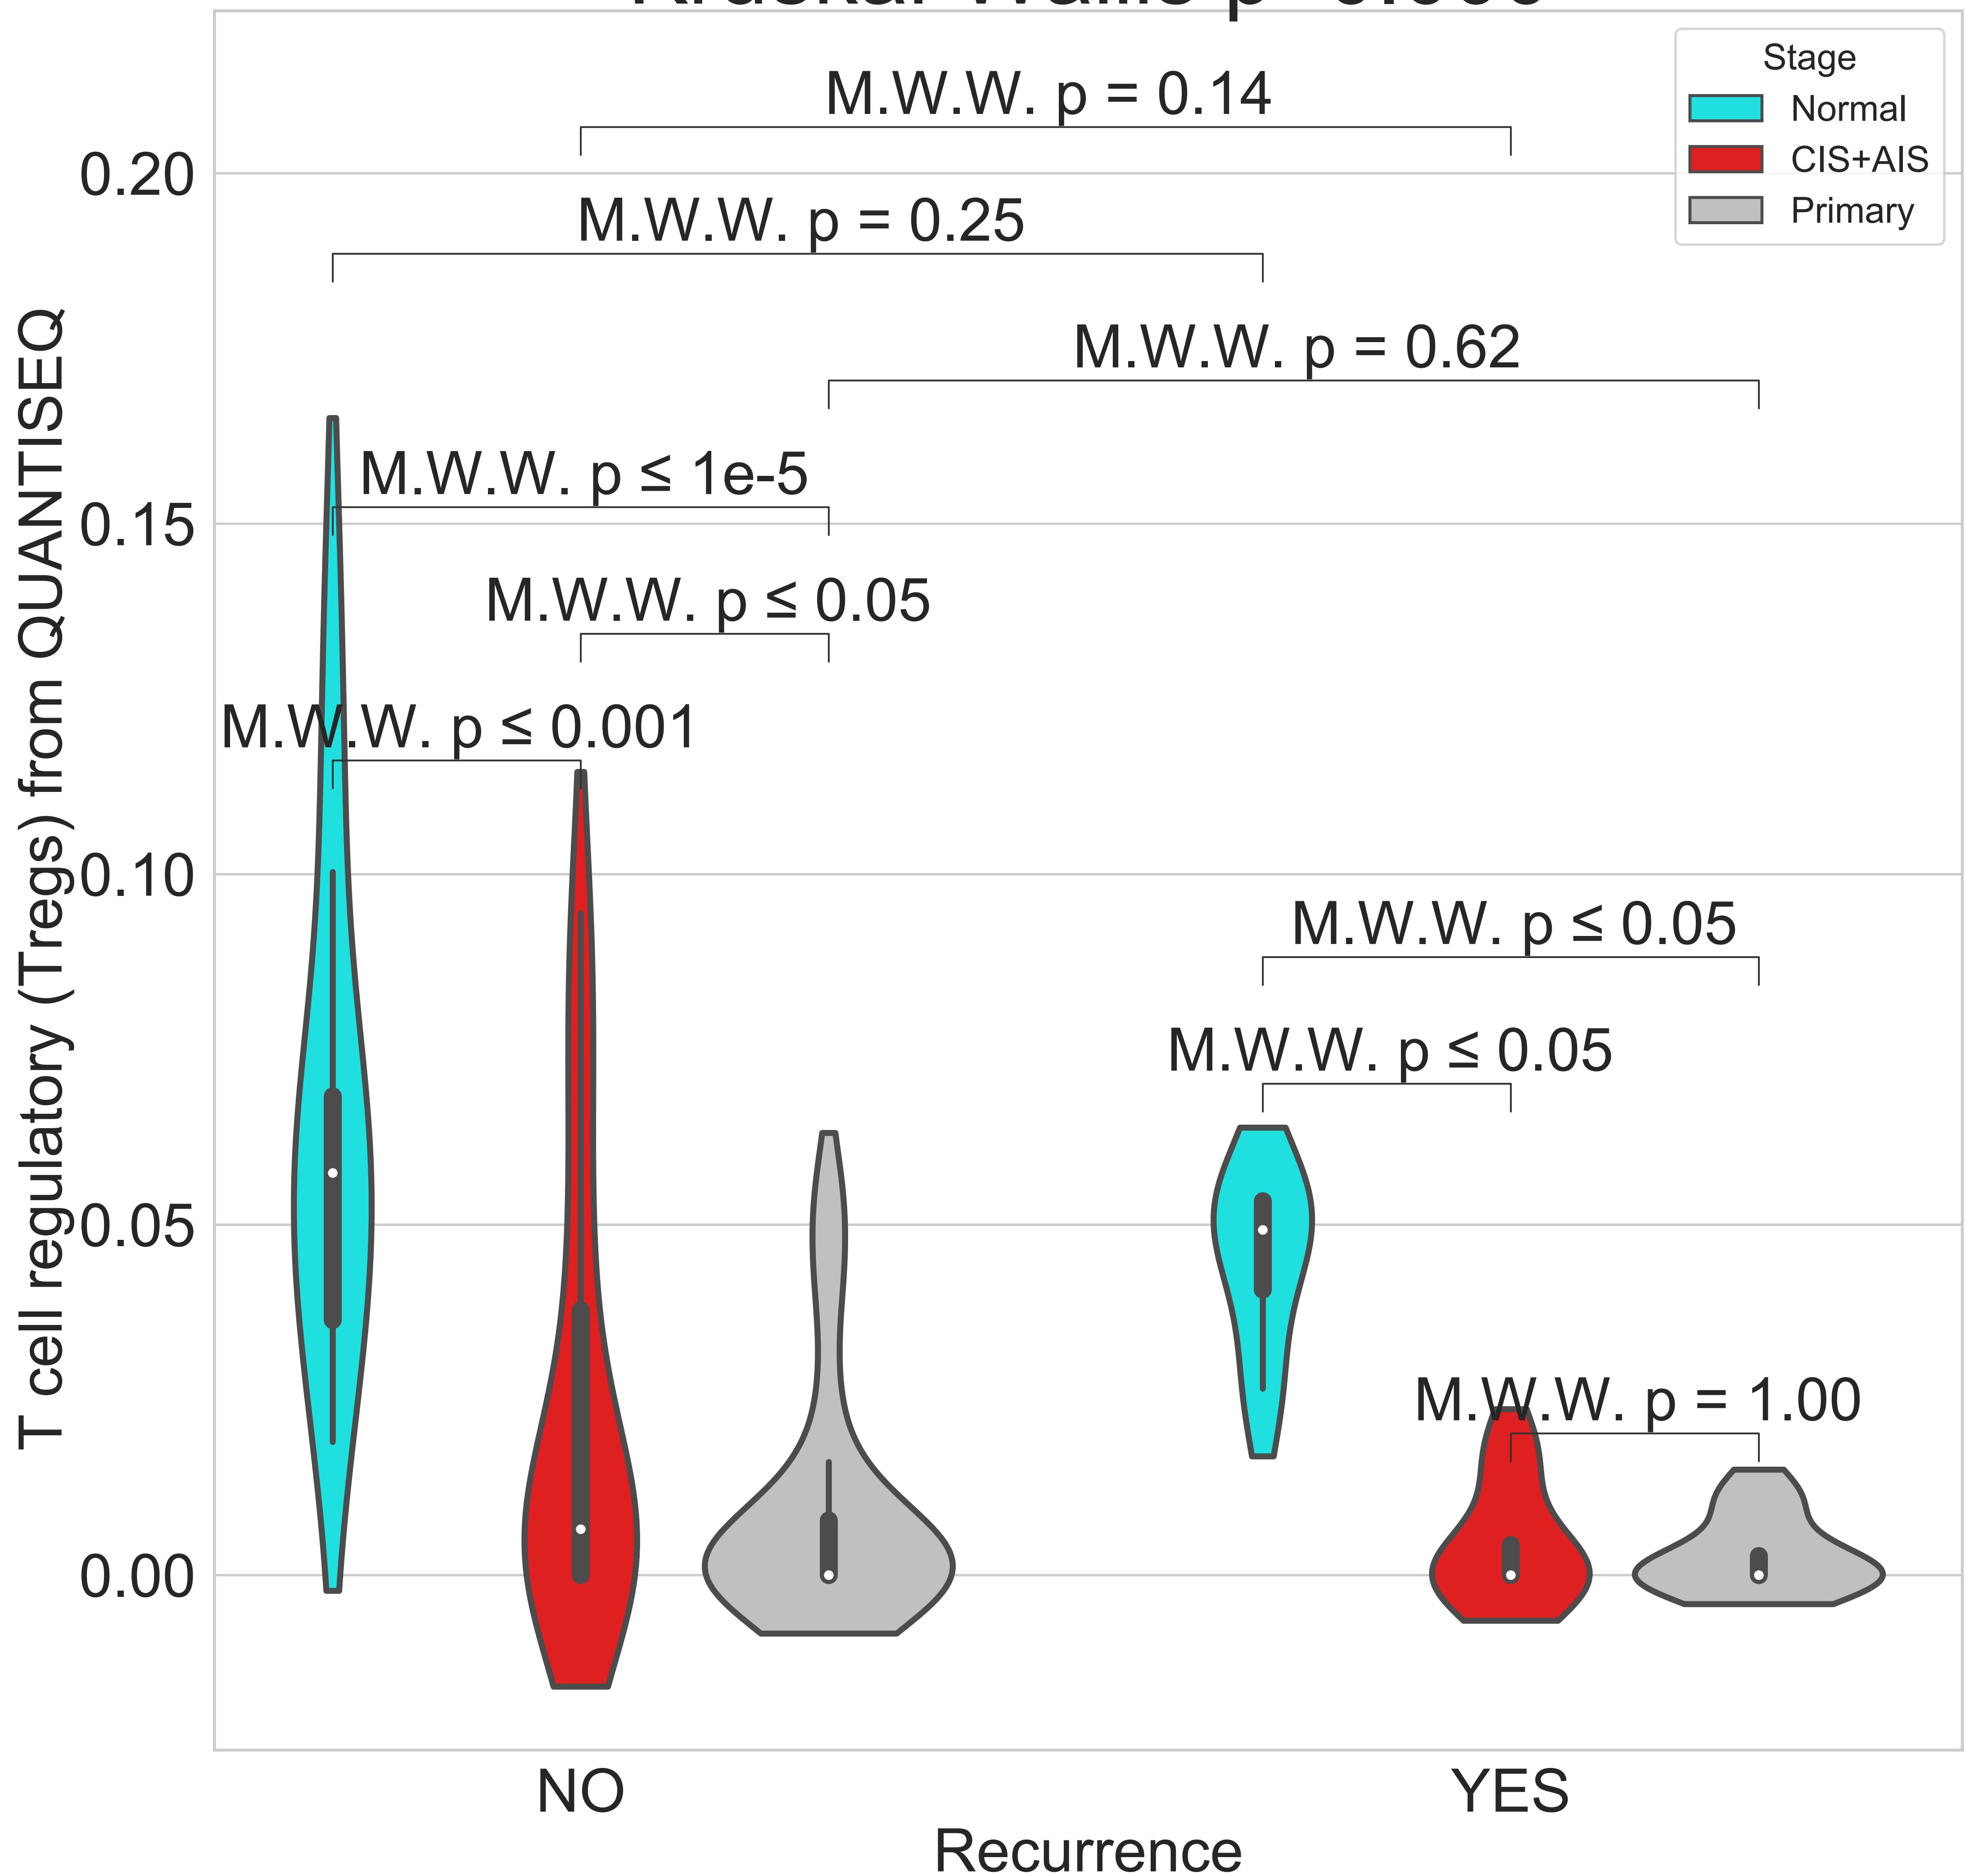 M.W.W. p = 0.14
M.W.W. p = 0.25
M.W.W. p = 0.62
M.W.W. p ≤ 1e-5
M.W.W. p ≤ 0.05
M.W.W. p ≤ 0.001
M.W.W. p ≤ 0.05
M.W.W. p ≤ 0.05
M.W.W. p = 1.00
Stage
Normal
CIS+AIS
Primary
T cell regulatory (Tregs) from QUANTISEQ
0.20
0.15
0.10
0.05
0.00
NO
YES
Recurrence